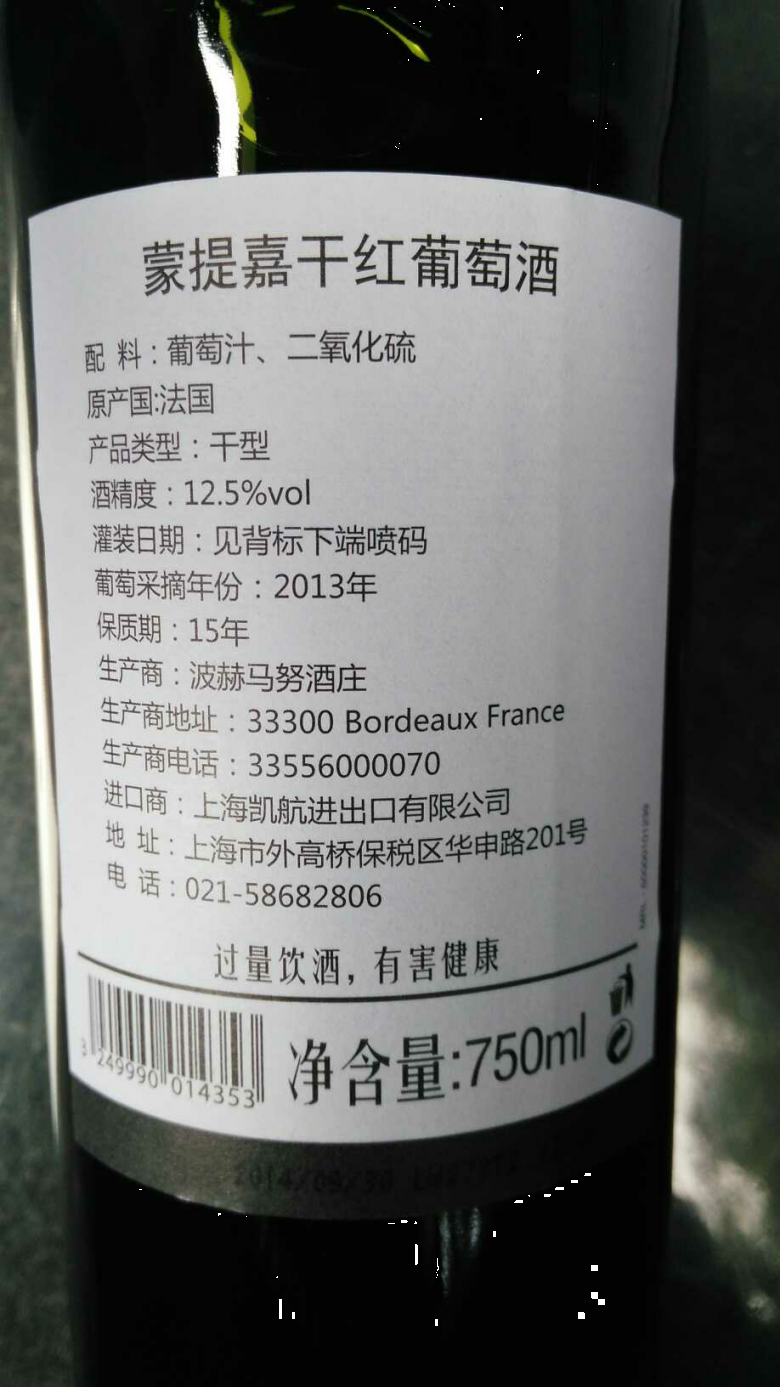 蒙提嘉干红葡萄酒
配 料：葡萄汁、二氧化硫
原产国:法国
产品类型：干型
酒精度：12.5%vol
灌装日期：见背标下端喷码
葡萄采摘年份：2013年
保质期：15年
生产商：波赫马努酒庄
生产商地址：33300 Bordeaux France
生产商电话：33556000070
进口商：上海凯航进出口有限公司
地 址：上海市外高桥保税区华申路201号
电 话：021-58682806
过量饮酒，有害健康
3 249990 014353
净含量:750ml
2014/09/30